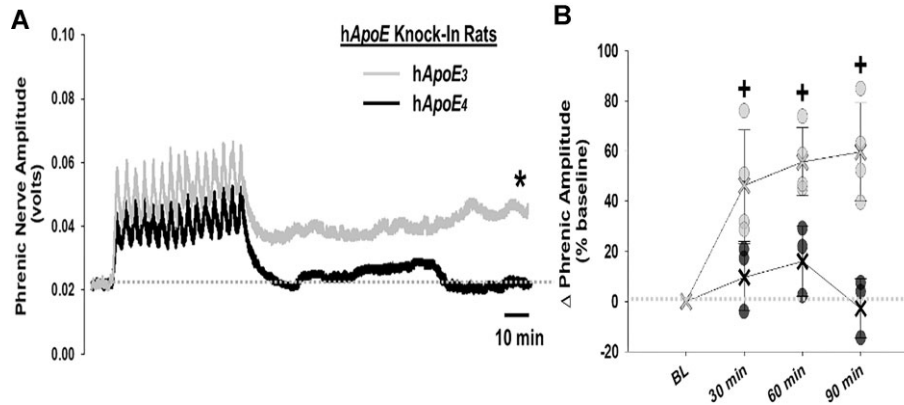 A
hApoE Knock-In Rats
hApoE3
hApoE4
Phrenic Nerve Amplitude
(volts)
0.10
0.08
0.06
0.04
0.02
0.00
*
10 min
B
Δ Phrenic Amplitude
(% baseline)
100
80
60
40
20
0
-20
+ + +
BL
30 min
60 min
90 min